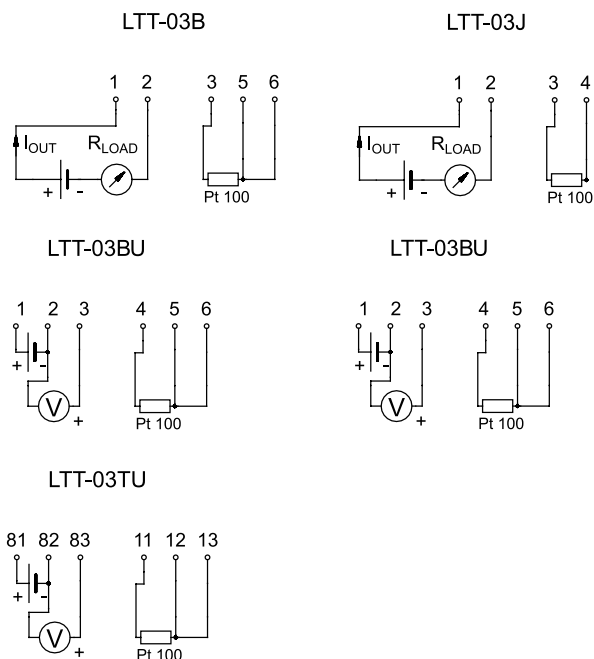 LTT-03B
LTT-03J
1 2 3 5 6
1 2 3 4
IOUT RLOAD
IOUT RLOAD
+ - Pt 100
+ - Pt 100
LTT-03BU
LTT-03BU
1 2 3 4 5 6
1 2 3 4 5 6
+ -
+ -
V + Pt 100
V + Pt 100
LTT-03TU
81 82 83 11 12 13
+ -
V + Pt 100